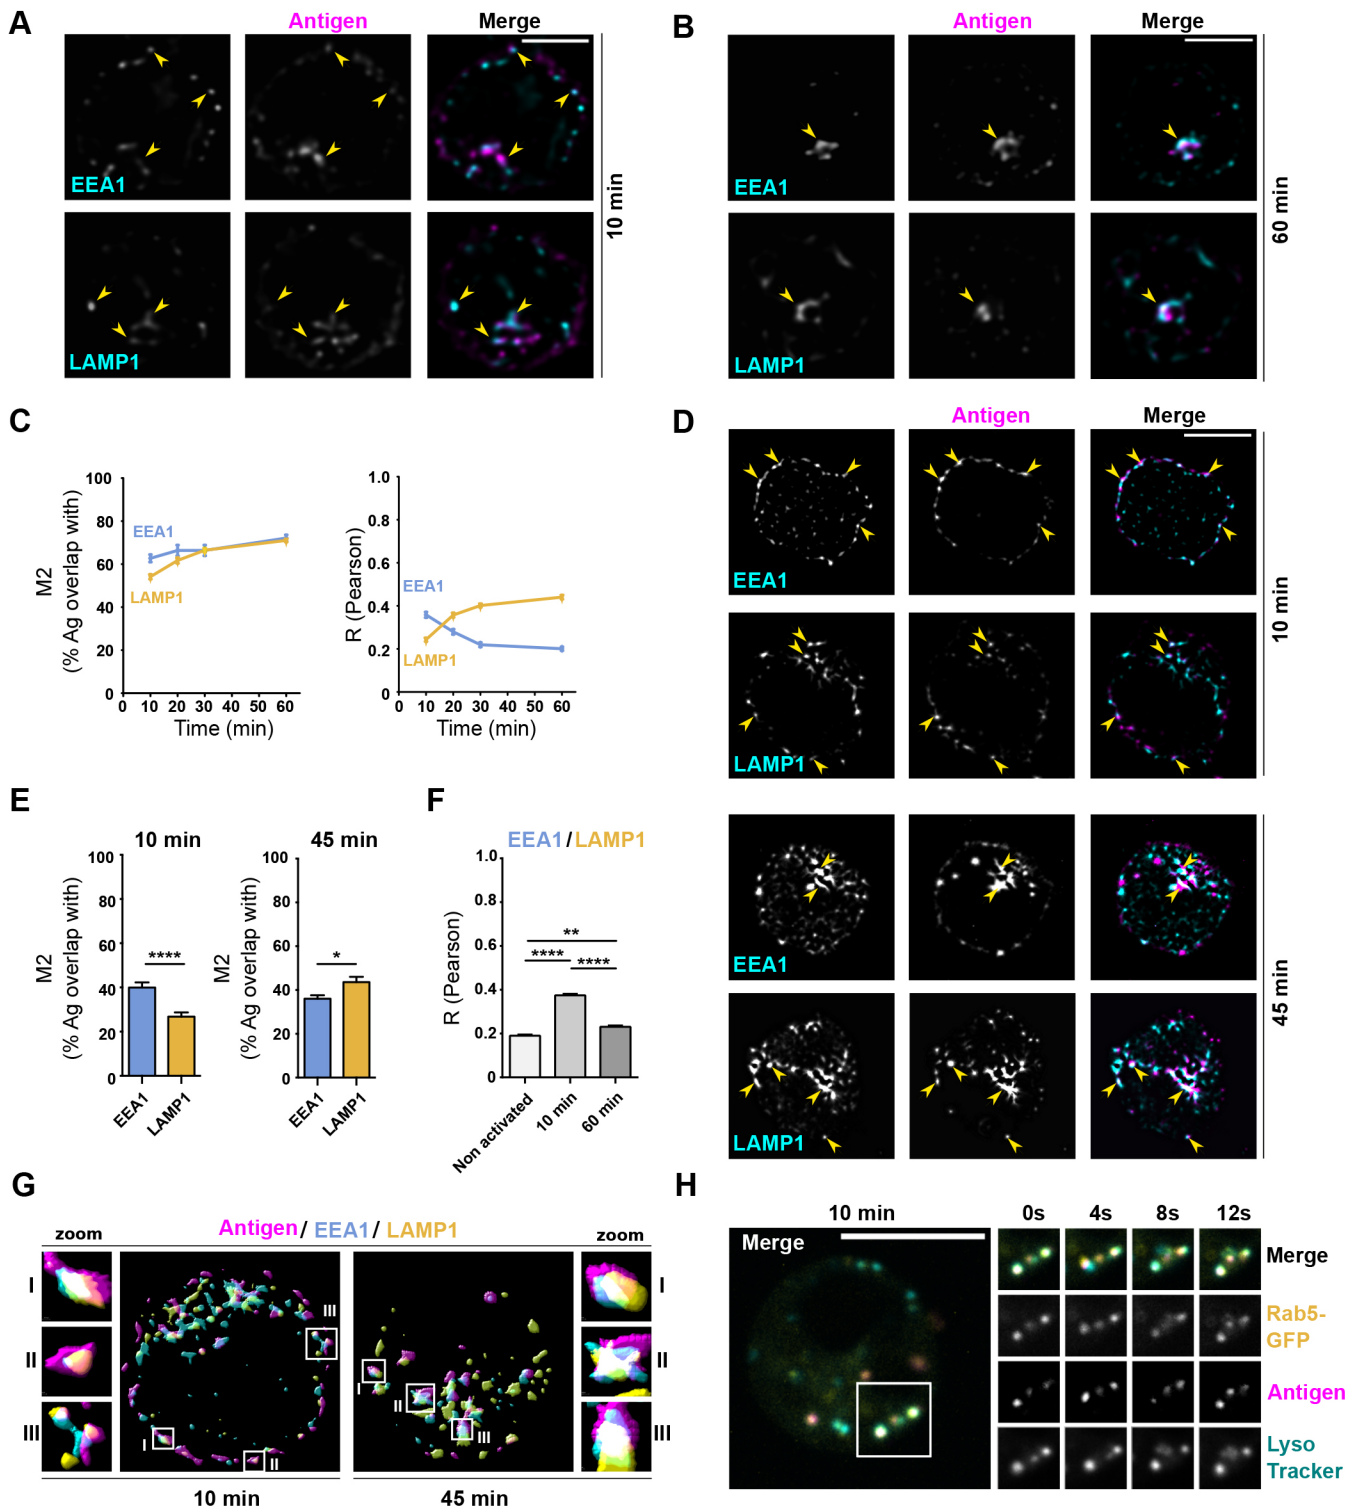 A
Antigen
Merge
EEA1
LAMP1
10 min
B
Antigen
Merge
EEA1
LAMP1
60 min
C
M2
(% Ag overlap with)
100
80
60
40
20
0
EEA1
LAMP1
0 10 20 30 40 50 60
Time (min)
R (Pearson)
1.0
0.8
0.6
0.4
0.2
0
EEA1
LAMP1
0 10 20 30 40 50 60
Time (min)
D
Antigen
Merge
EEA1
LAMP1
10 min
EEA1
LAMP1
45 min
E
10 min
M2
(% Ag overlap with)
100
80
60
40
20
0
****
EEA1
LAMP1
45 min
M2
(% Ag overlap with)
100
80
60
40
20
0
*
EEA1
LAMP1
F
EEA1/LAMP1
R (Pearson)
1.0
0.8
0.6
0.4
0.2
0
**
**** ****
Non activated
10 min
60 min
G
Antigen/ EEA1/ LAMP1
zoom
zoom
I
II
III
III
I
II
I
II
III
I
II
III
10 min
45 min
H
10 min
Merge
0s 4s 8s 12s
Merge
Rab5-
GFP
Antigen
Lyso
Tracker